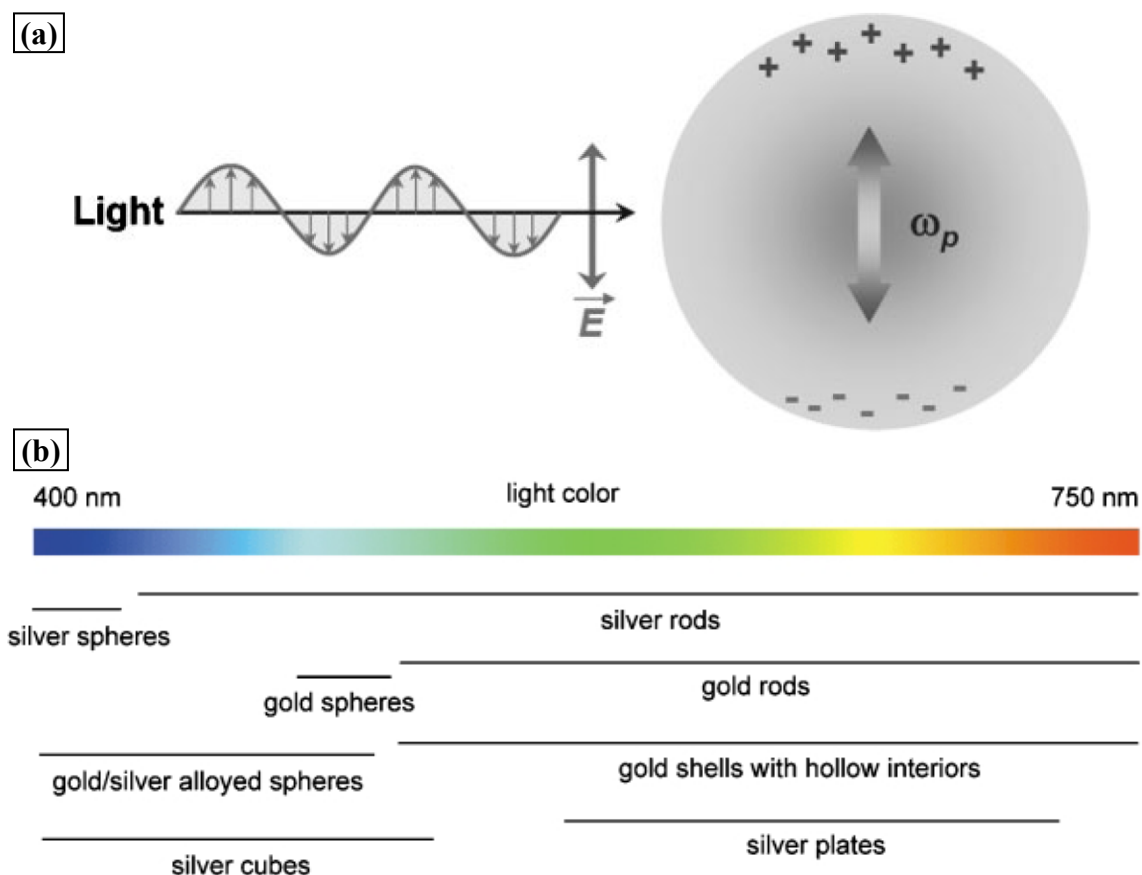 (a)
+ + + + + + +
Light
ωp
E
- - - - - - -
(b)
400 nm light color 750 nm
silver spheres silver rods
gold spheres gold rods
gold/silver alloyed spheres gold shells with hollow interiors
silver cubes silver plates